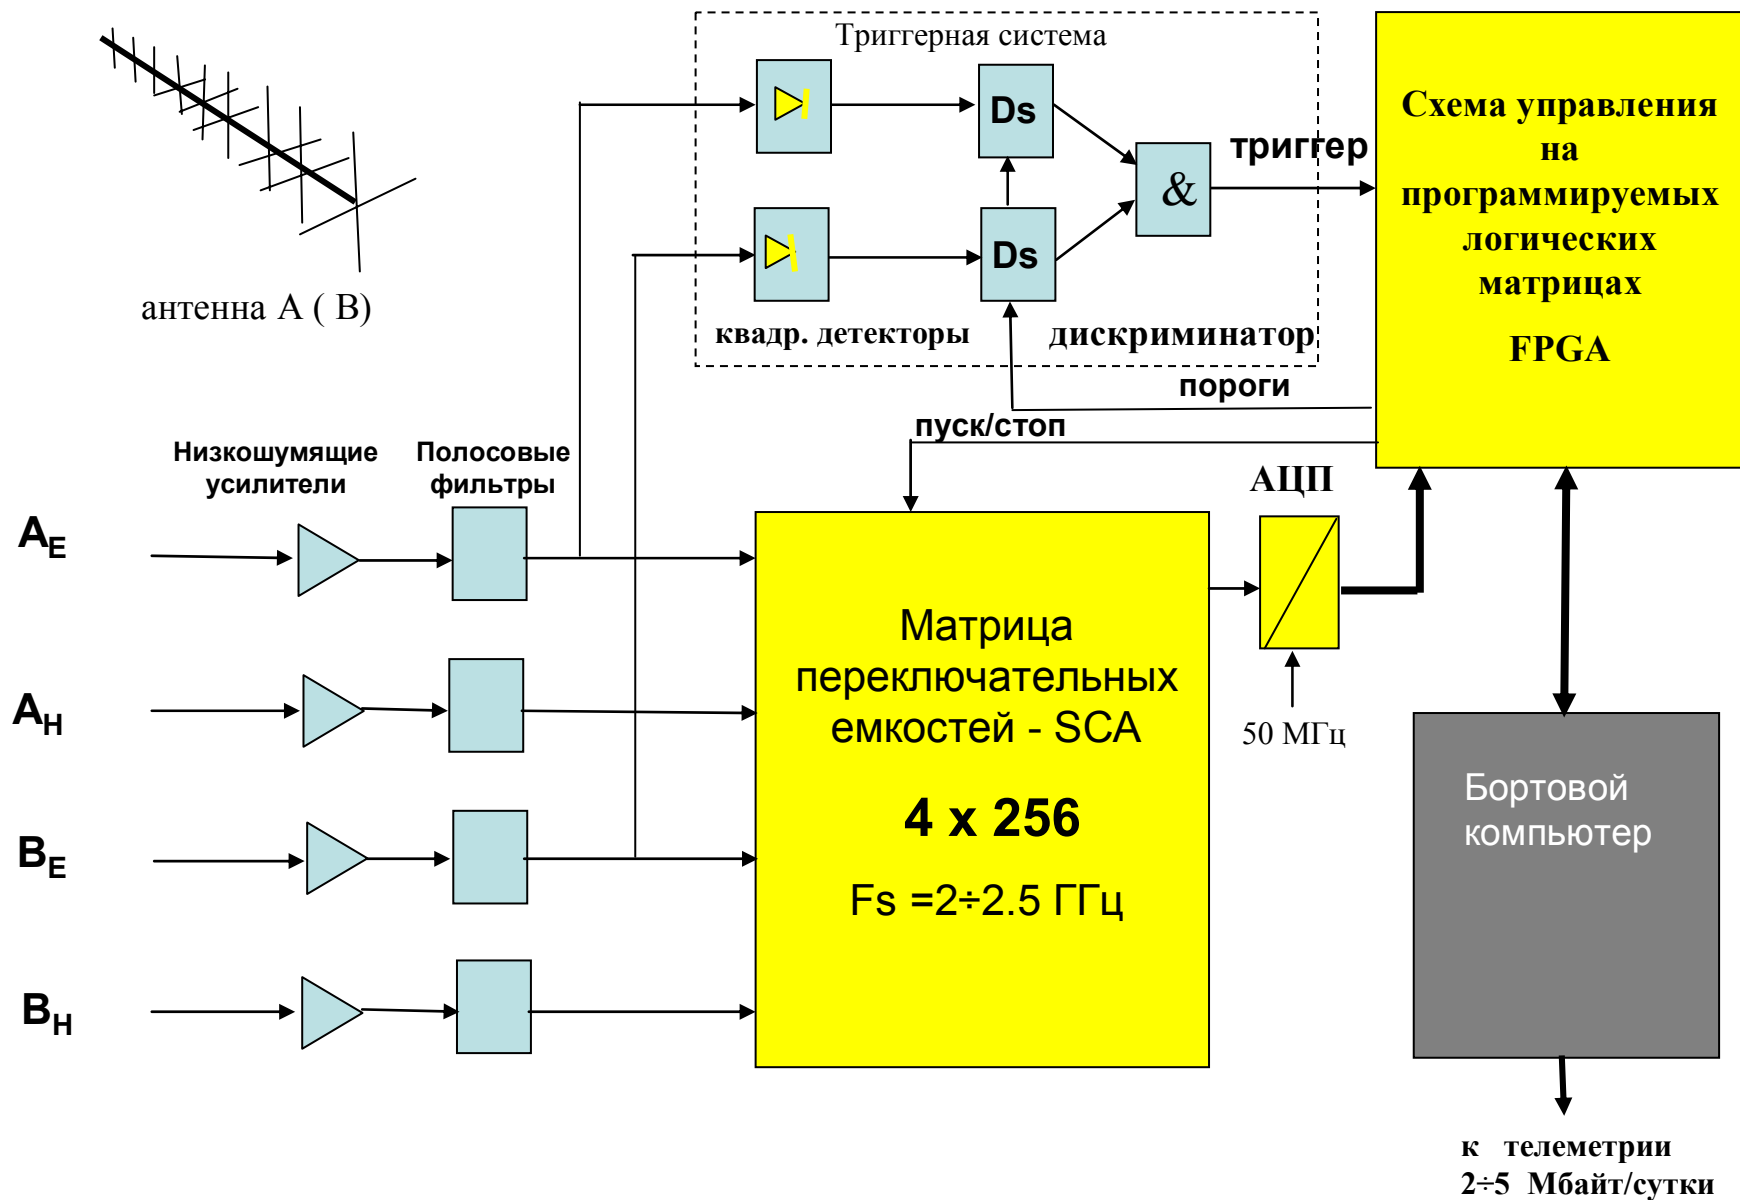 Триггерная система
Ds
Ds
&
триггер
квадр. детекторы
дискриминатор
Схема управления
на
программируемых
логических
матрицах
FPGA
антенна А ( В)
пороги
пуск/стоп
Низкошумящие
усилители
Полосовые
фильтры
АЦП
AE
AH
BE
BH
Матрица
переключательных
емкостей - SCA
4 x 256
Fs =2÷2.5 ГГц
50 МГц
Бортовой
компьютер
к телеметрии
2÷5 Мбайт/сутки